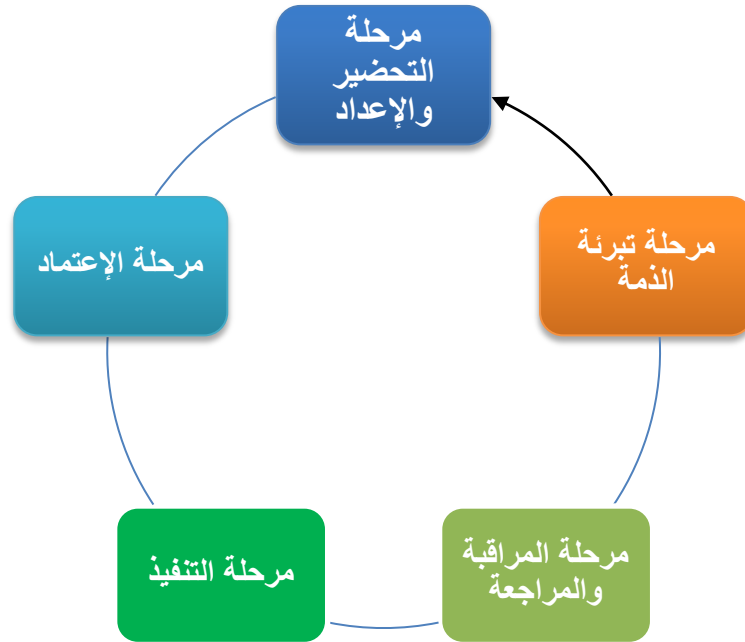 مرحلة
التحضير
والإعداد
مرحلة الإعتماد
مرحلة التنفيذ
مرحلة المراقبة
والمراجعة
مرحلة تبرئة
الذمة